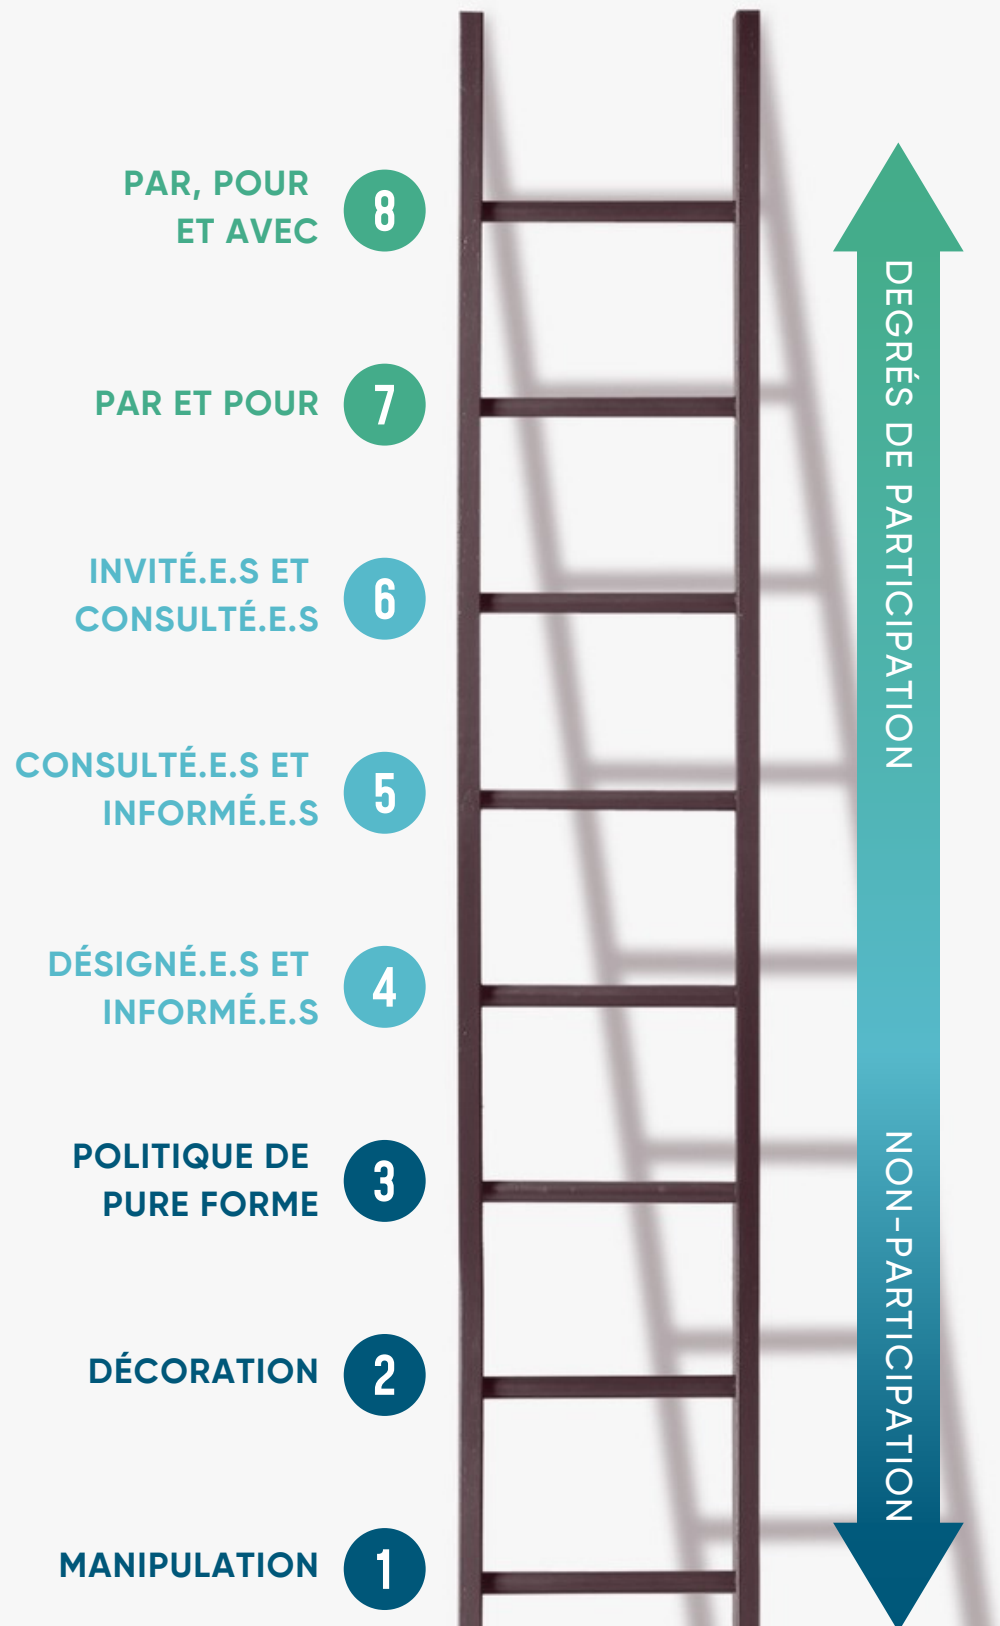 PAR, POUR
ET AVEC
8
PAR ET POUR
7
INVITÉ.E.S ET
CONSULTÉ.E.S
6
CONSULTÉ.E.S ET
INFORMÉ.E.S
5
DÉSIGNÉ.E.S ET
INFORMÉ.E.S
4
POLITIQUE DE
PURE FORME
3
DÉCORATION
2
MANIPULATION
1
DEGRÉS DE PARTICIPATION
NON-PARTICIPATION